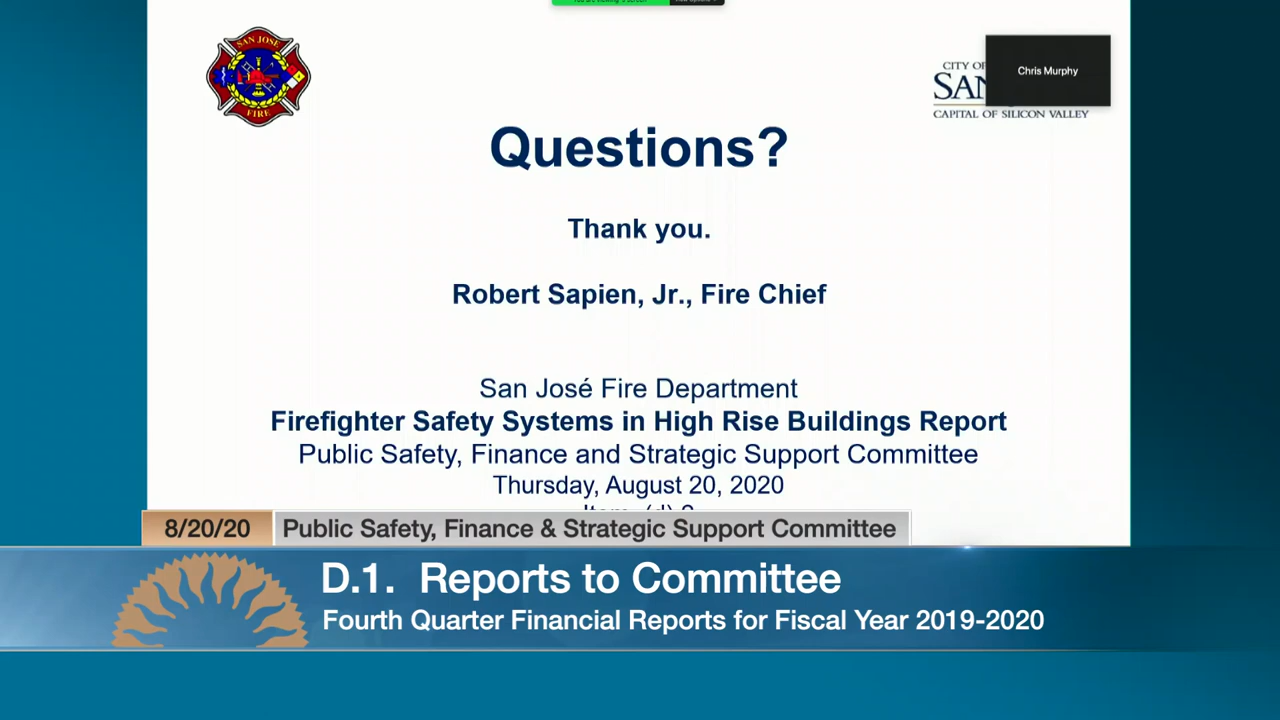 SAN JOSE
FIRE
CITY OF
SAN
CAPITAL OF SILICON VALLEY
Chris Murphy
Questions?
Thank you.
Robert Sapien, Jr., Fire Chief
San José Fire Department
Firefighter Safety Systems in High Rise Buildings Report
Public Safety, Finance and Strategic Support Committee
Thursday, August 20, 2020
8/20/20 Public Safety, Finance & Strategic Support Committee
D.1. Reports to Committee
Fourth Quarter Financial Reports for Fiscal Year 2019-2020